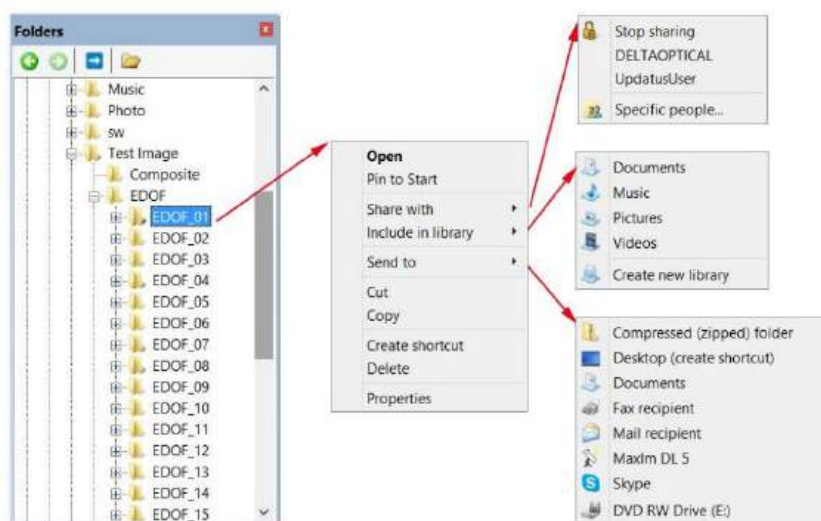 Folders
Music
Photo
sw
Test Image
Composite
EDOF
EDOF_01
EDOF_02
EDOF_03
EDOF_04
EDOF_05
EDOF_06
EDOF_07
EDOF_08
EDOF_09
EDOF_10
EDOF_11
EDOF_12
EDOF_13
EDOF_14
EDOF_15
Open
Pin to Start
Share with
Include in library
Send to
Cut
Copy
Create shortcut
Delete
Properties
Stop sharing
DELTAOPTICAL
UpdatusUser
Specific people...
Documents
Music
Pictures
Videos
Create new library
Compressed (zipped) folder
Desktop (create shortcut)
Documents
Fax recipient
Mail recipient
Maxim DL 5
Skype
DVD RW Drive (E:)